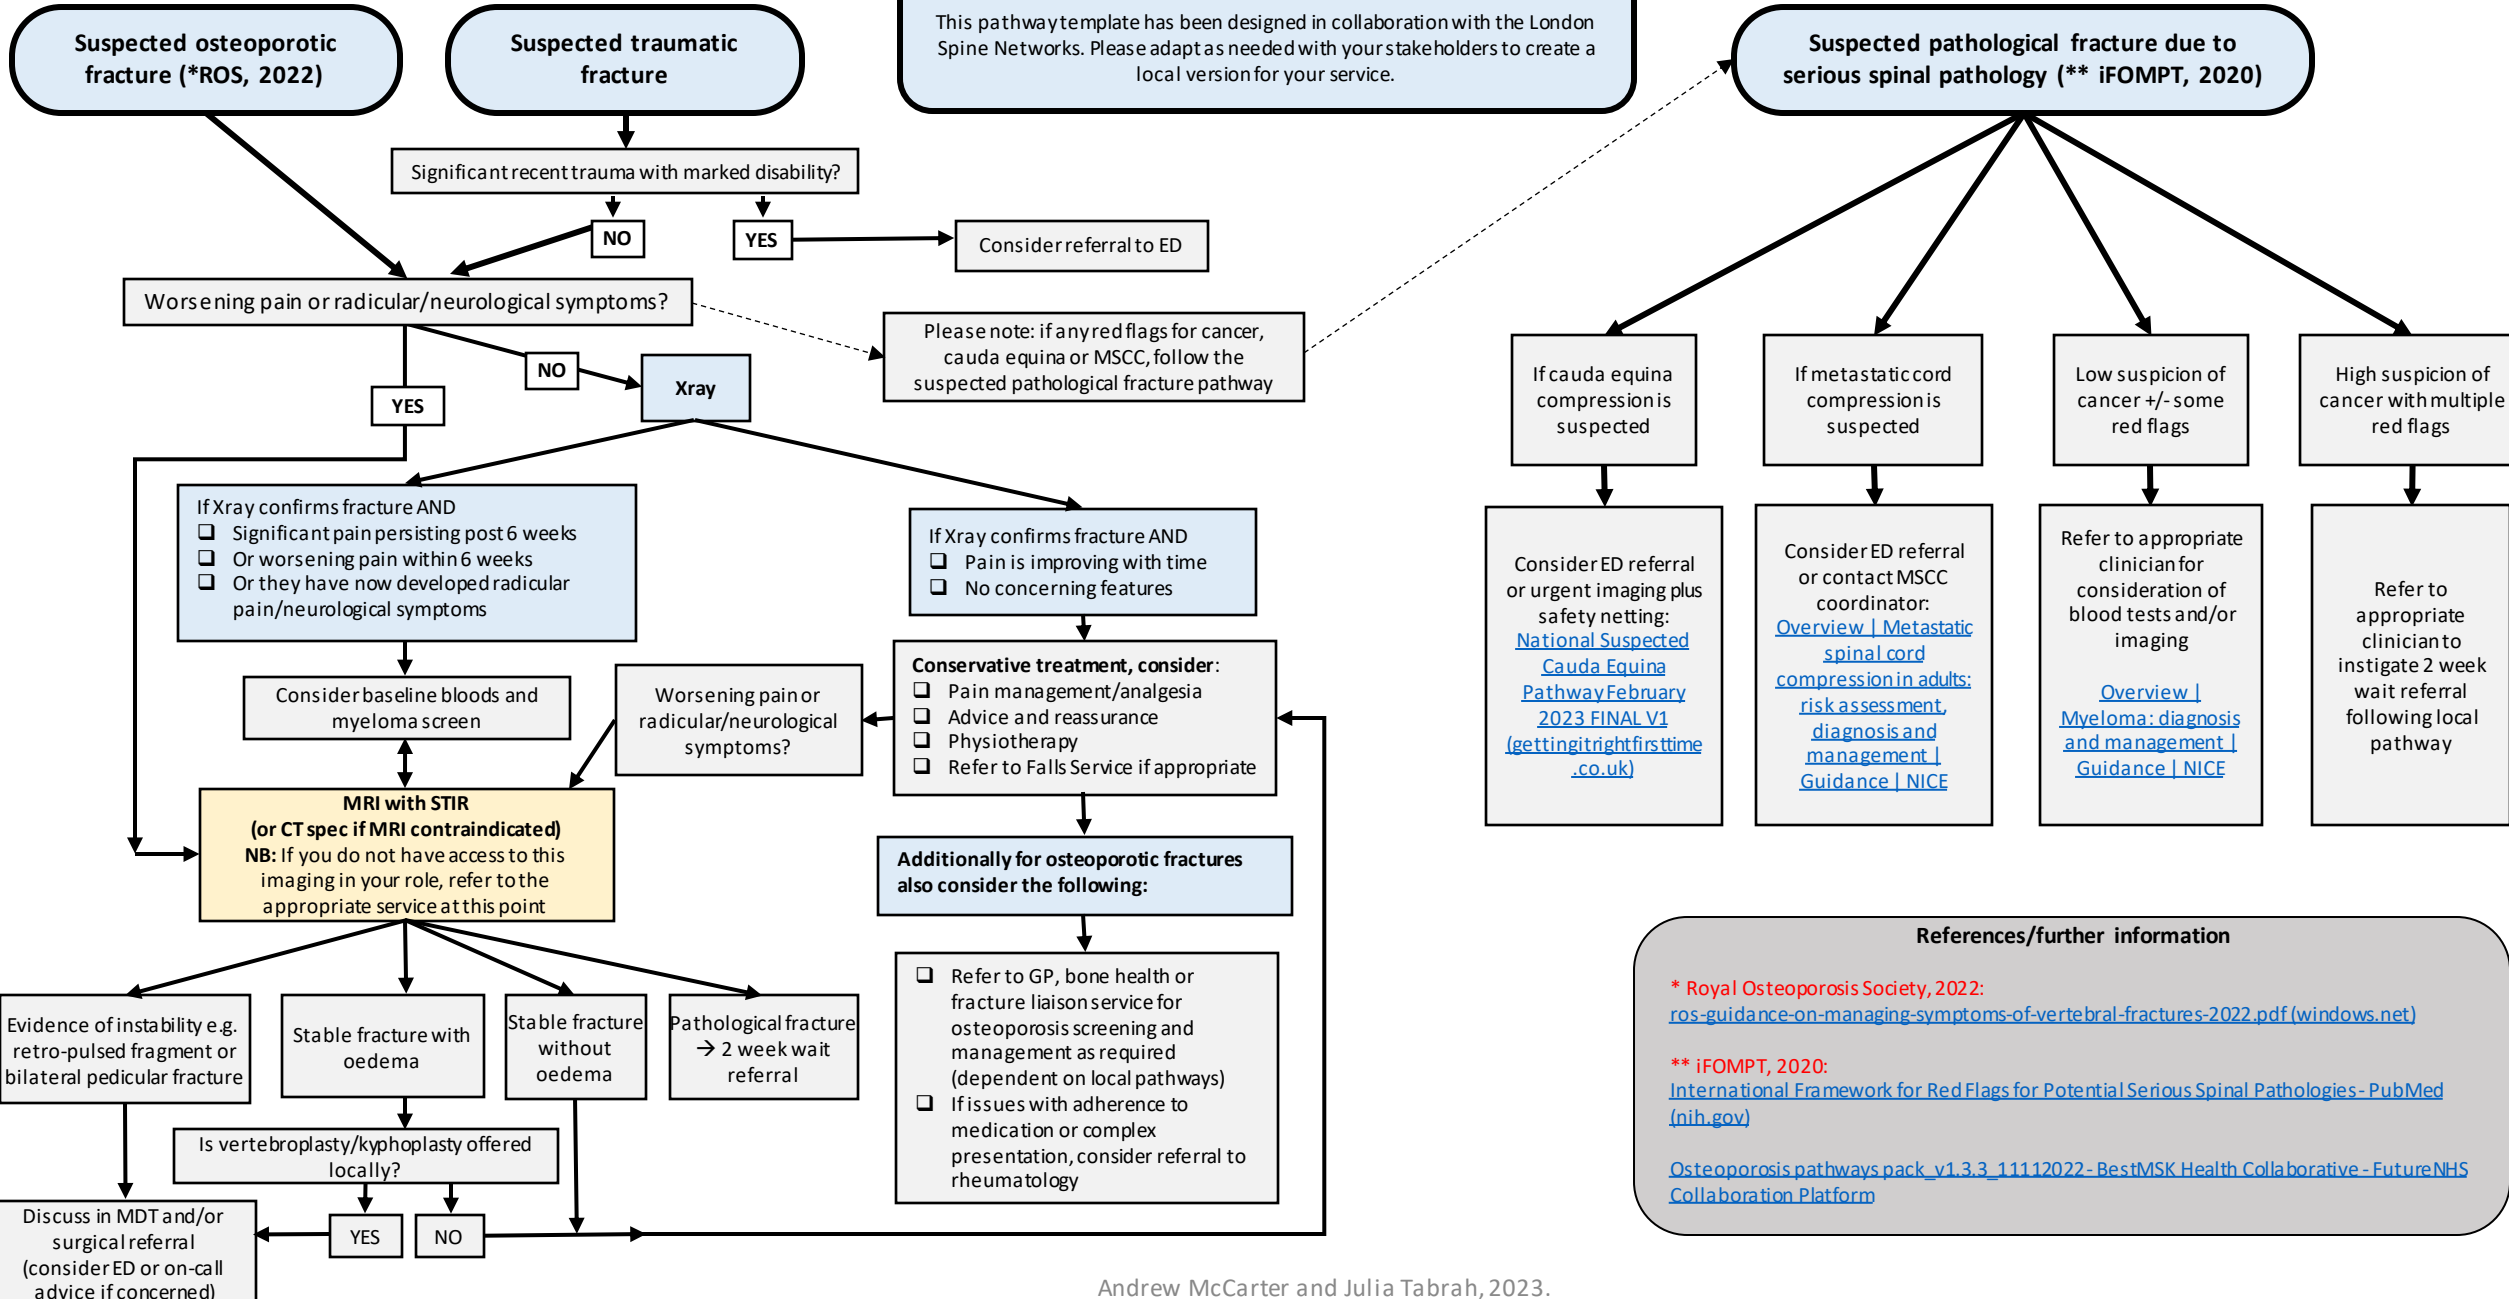 Suspected osteoporotic
fracture (*ROS, 2022)
Suspected traumatic
fracture
This pathway template has been designed in collaboration with the London
Spine Networks. Please adapt as needed with your stakeholders to create a
local version for your service.
Suspected pathological fracture due to
serious spinal pathology (** iFOMPT, 2020)
Significant recent trauma with marked disability?
NO
YES
Consider referral to ED
Worsening pain or radicular/neurological symptoms?
Please note: if any red flags for cancer,
cauda equina or MSCC, follow the
suspected pathological fracture pathway
NO
YES
Xray
If Xray confirms fracture AND
❑ Significant pain persisting post 6 weeks
❑ Or worsening pain within 6 weeks
❑ Or they have now developed radicular
pain/neurological symptoms
If Xray confirms fracture AND
❑ Pain is improving with time
❑ No concerning features
Consider baseline bloods and
myeloma screen
Worsening pain or
radicular/neurological
symptoms?
Conservative treatment, consider:
❑ Pain management/analgesia
❑ Advice and reassurance
❑ Physiotherapy
❑ Refer to Falls Service if appropriate
MRI with STIR
(or CT spec if MRI contraindicated)
NB: If you do not have access to this
imaging in your role, refer to the
appropriate service at this point
Additionally for osteoporotic fractures
also consider the following:
❑ Refer to GP, bone health or
fracture liaison service for
osteoporosis screening and
management as required
(dependent on local pathways)
❑ If issues with adherence to
medication or complex
presentation, consider referral to
rheumatology
Evidence of instability e.g.
retro-pulsed fragment or
bilateral pedicular fracture
Stable fracture with
oedema
Stable fracture
without
oedema
Pathological fracture
→ 2 week wait
referral
Is vertebroplasty/kyphoplasty offered
locally?
YES
NO
Discuss in MDT and/or
surgical referral
(consider ED or on-call
advice if concerned)
If cauda equina
compression is
suspected
If metastatic cord
compression is
suspected
Low suspicion of
cancer +/- some
red flags
High suspicion of
cancer with multiple
red flags
Consider ED referral
or urgent imaging plus
safety netting:
National Suspected
Cauda Equina
Pathway February
2023 FINAL V1
(gettingitrightfirsttime
.co.uk)
Consider ED referral
or contact MSCC
coordinator:
Overview | Metastatic
spinal cord
compression in adults:
risk assessment,
diagnosis and
management |
Guidance | NICE
Refer to appropriate
clinician for
consideration of
blood tests and/or
imaging
Overview |
Myeloma: diagnosis
and management |
Guidance | NICE
Refer to
appropriate
clinician to
instigate 2 week
wait referral
following local
pathway
References/further information
* Royal Osteoporosis Society, 2022:
ros-guidance-on-managing-symptoms-of-vertebral-fractures-2022.pdf (windows.net)
** iFOMPT, 2020:
International Framework for Red Flags for Potential Serious Spinal Pathologies - PubMed
(nih.gov)
Osteoporosis pathways pack_v1.3.3_11112022 - BestMSK Health Collaborative - FutureNHS
Collaboration Platform
Andrew McCarter and Julia Tabrah, 2023.